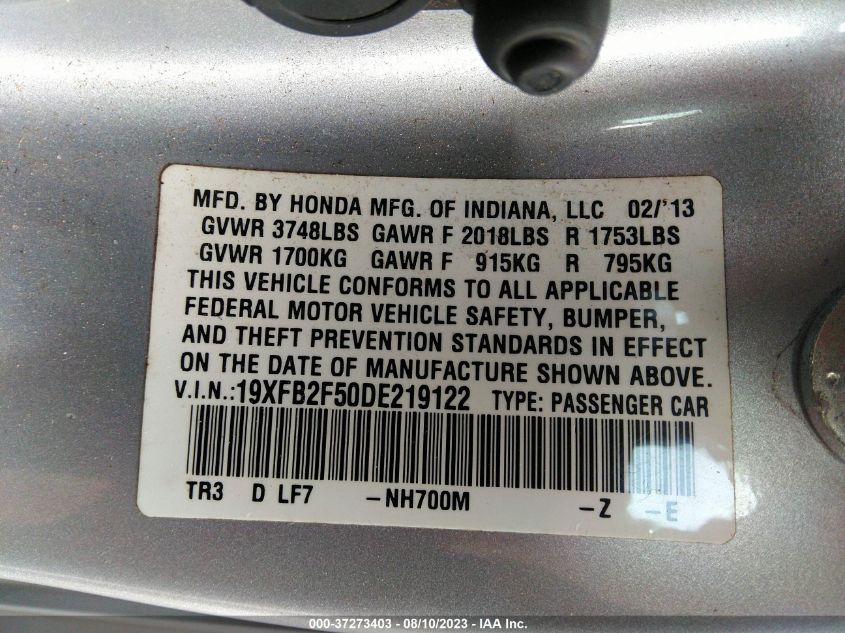 MFD. BY HONDA MFG. OF INDIANA, LLC 02/'13
GVWR 3748LBS GAWR F 2018LBS R 1753LBS
GVWR 1700KG GAWR F 915KG R 795KG
THIS VEHICLE CONFORMS TO ALL APPLICABLE
FEDERAL MOTOR VEHICLE SAFETY, BUMPER,
AND THEFT PREVENTION STANDARDS IN EFFECT
ON THE DATE OF MANUFACTURE SHOWN ABOVE.
V.I.N.:19XFB2F50DE219122 TYPE: PASSENGER CAR
TR3 D LF7 -NH700M -Z -E
000-37273403 - 08/10/2023 - IAA Inc.